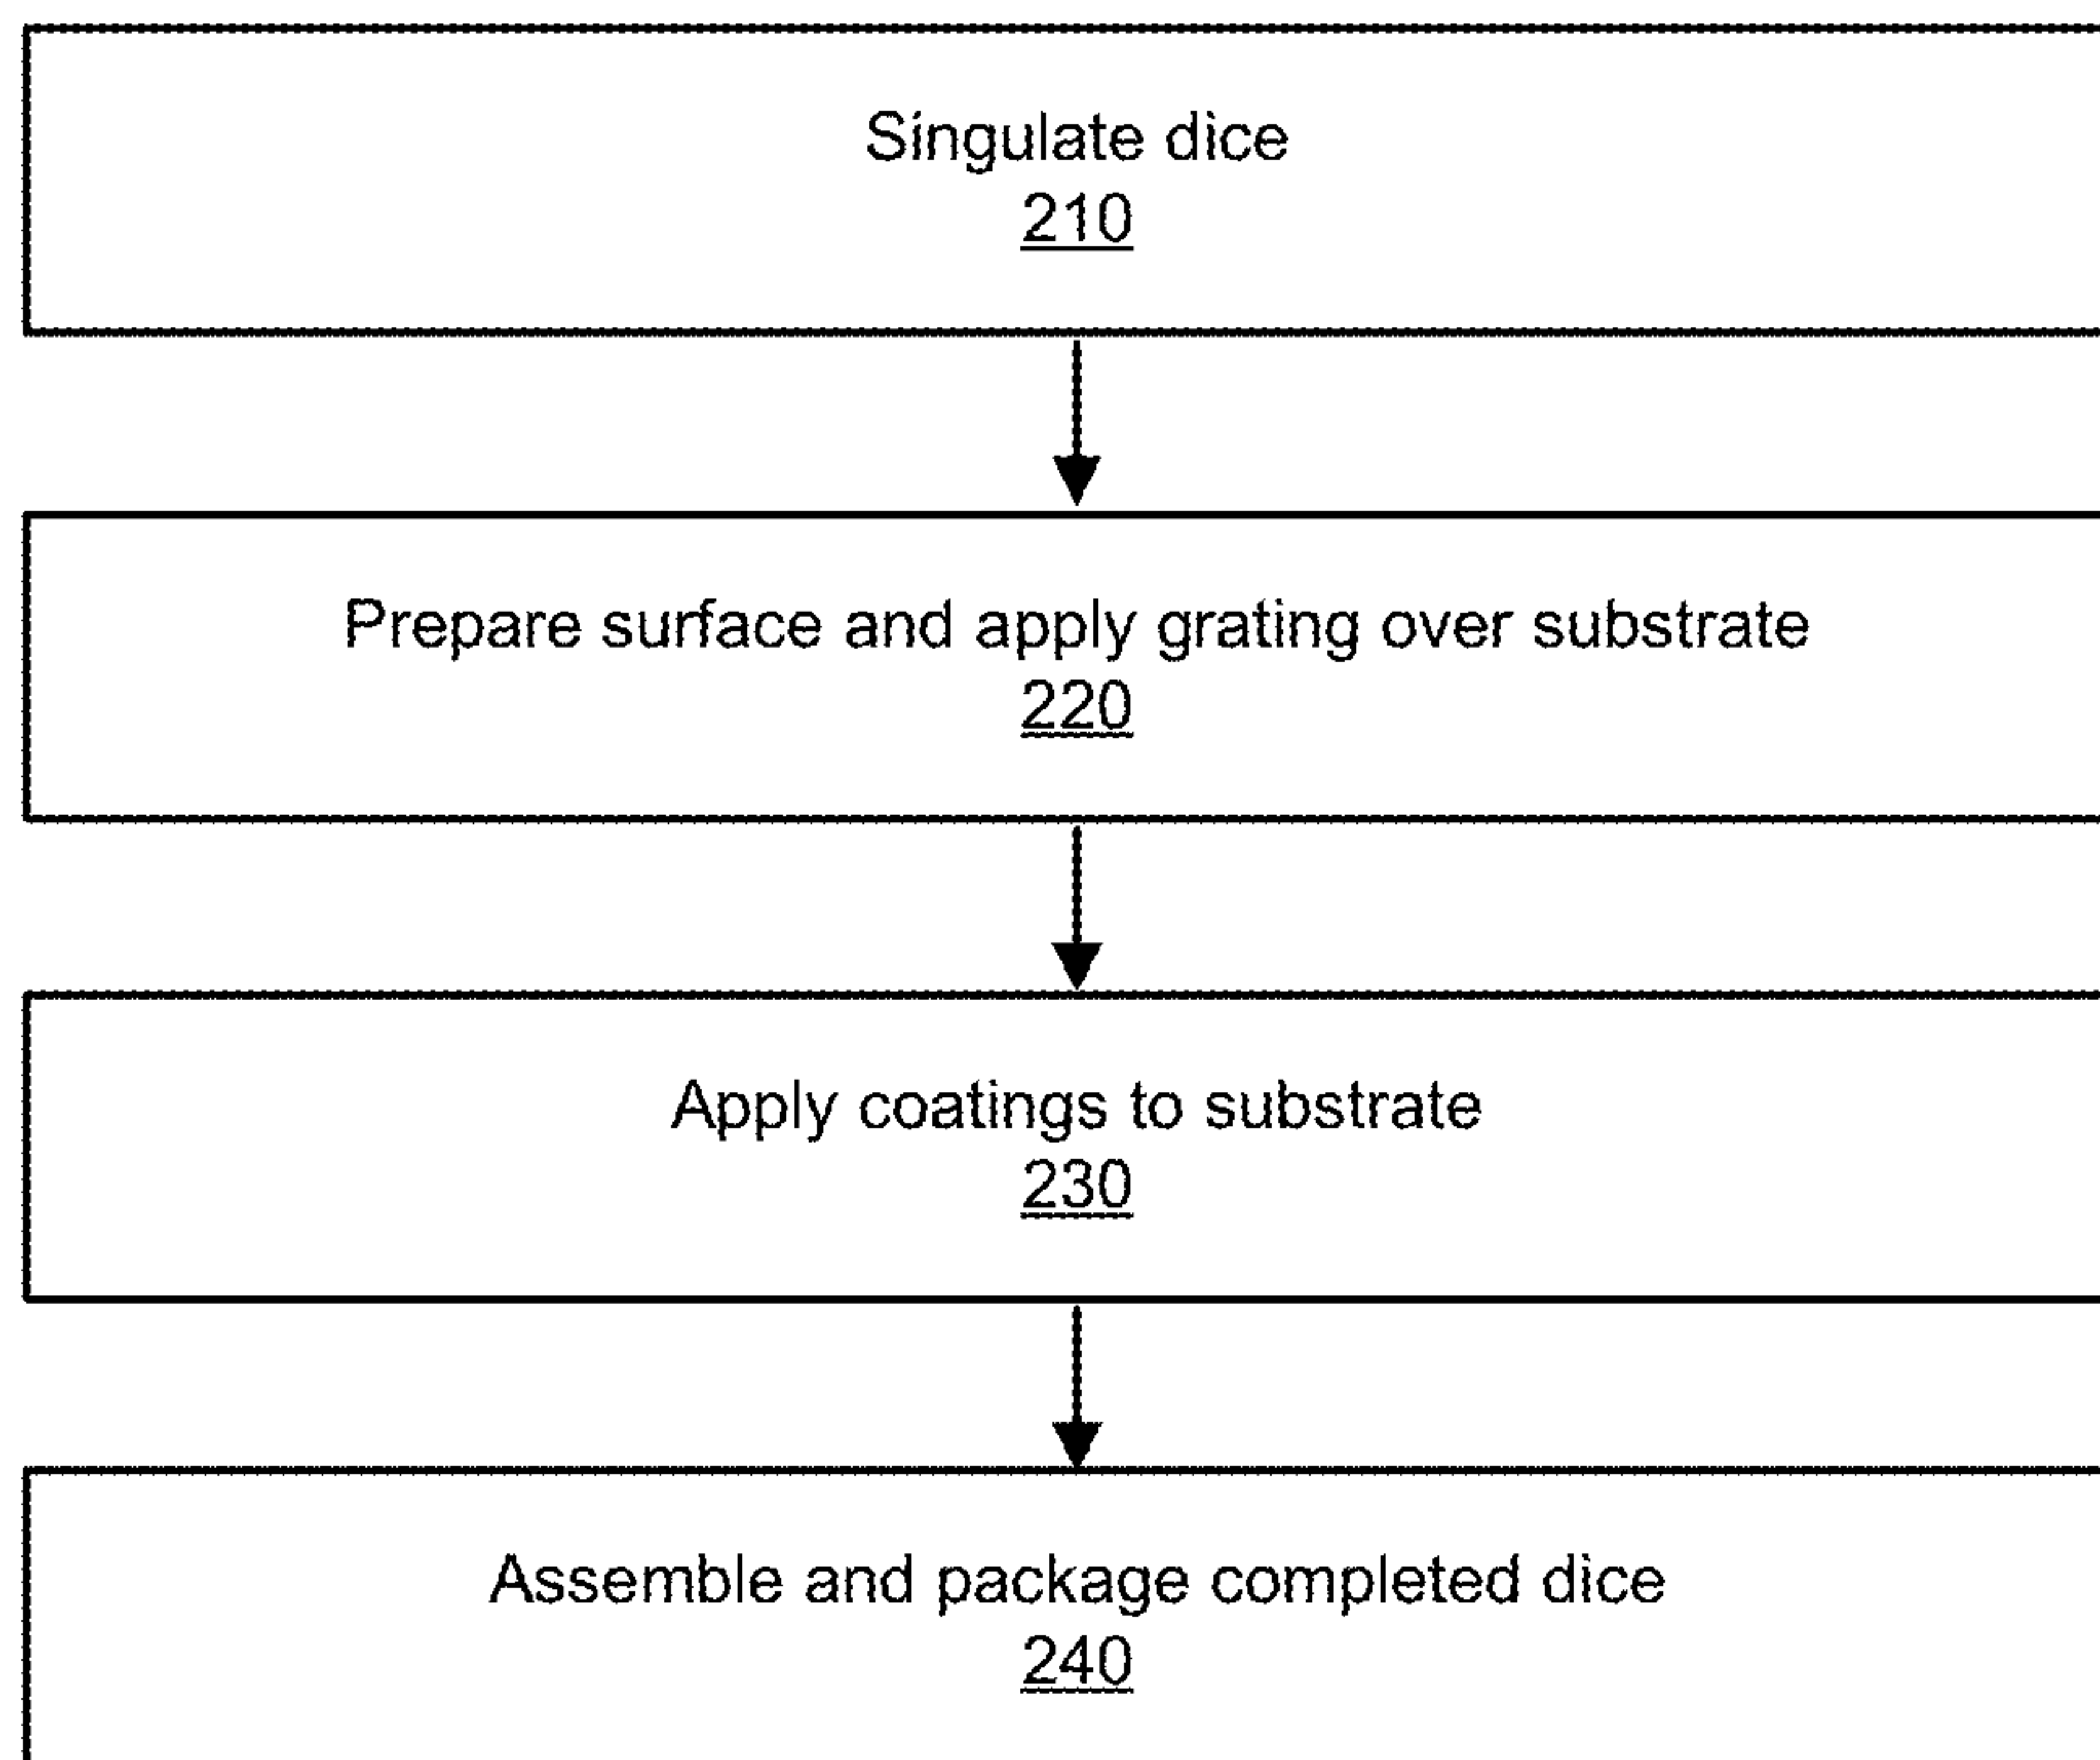 Singulate dice
210
Prepare surface and apply grating over substrate
220
Apply coatings to substrate
230
Assemble and package completed dice
240